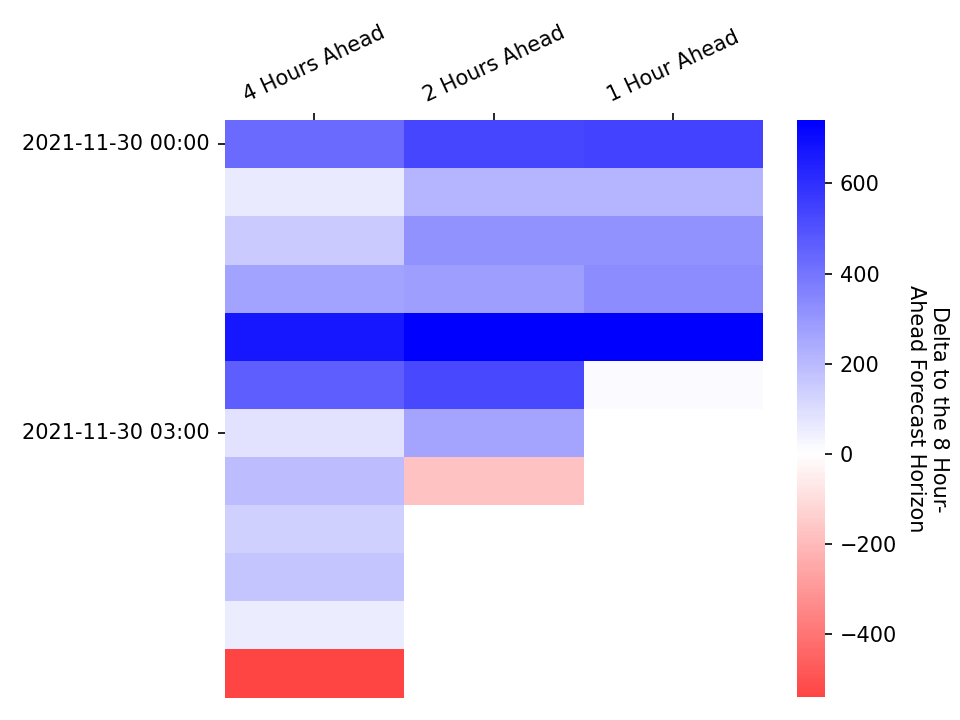 4 Hours Ahead
2 Hours Ahead
1 Hour Ahead
2021-11-30 00:00
2021-11-30 03:00
600
400
200
0
−200
−400
Delta to the 8 Hour-
Ahead Forecast Horizon